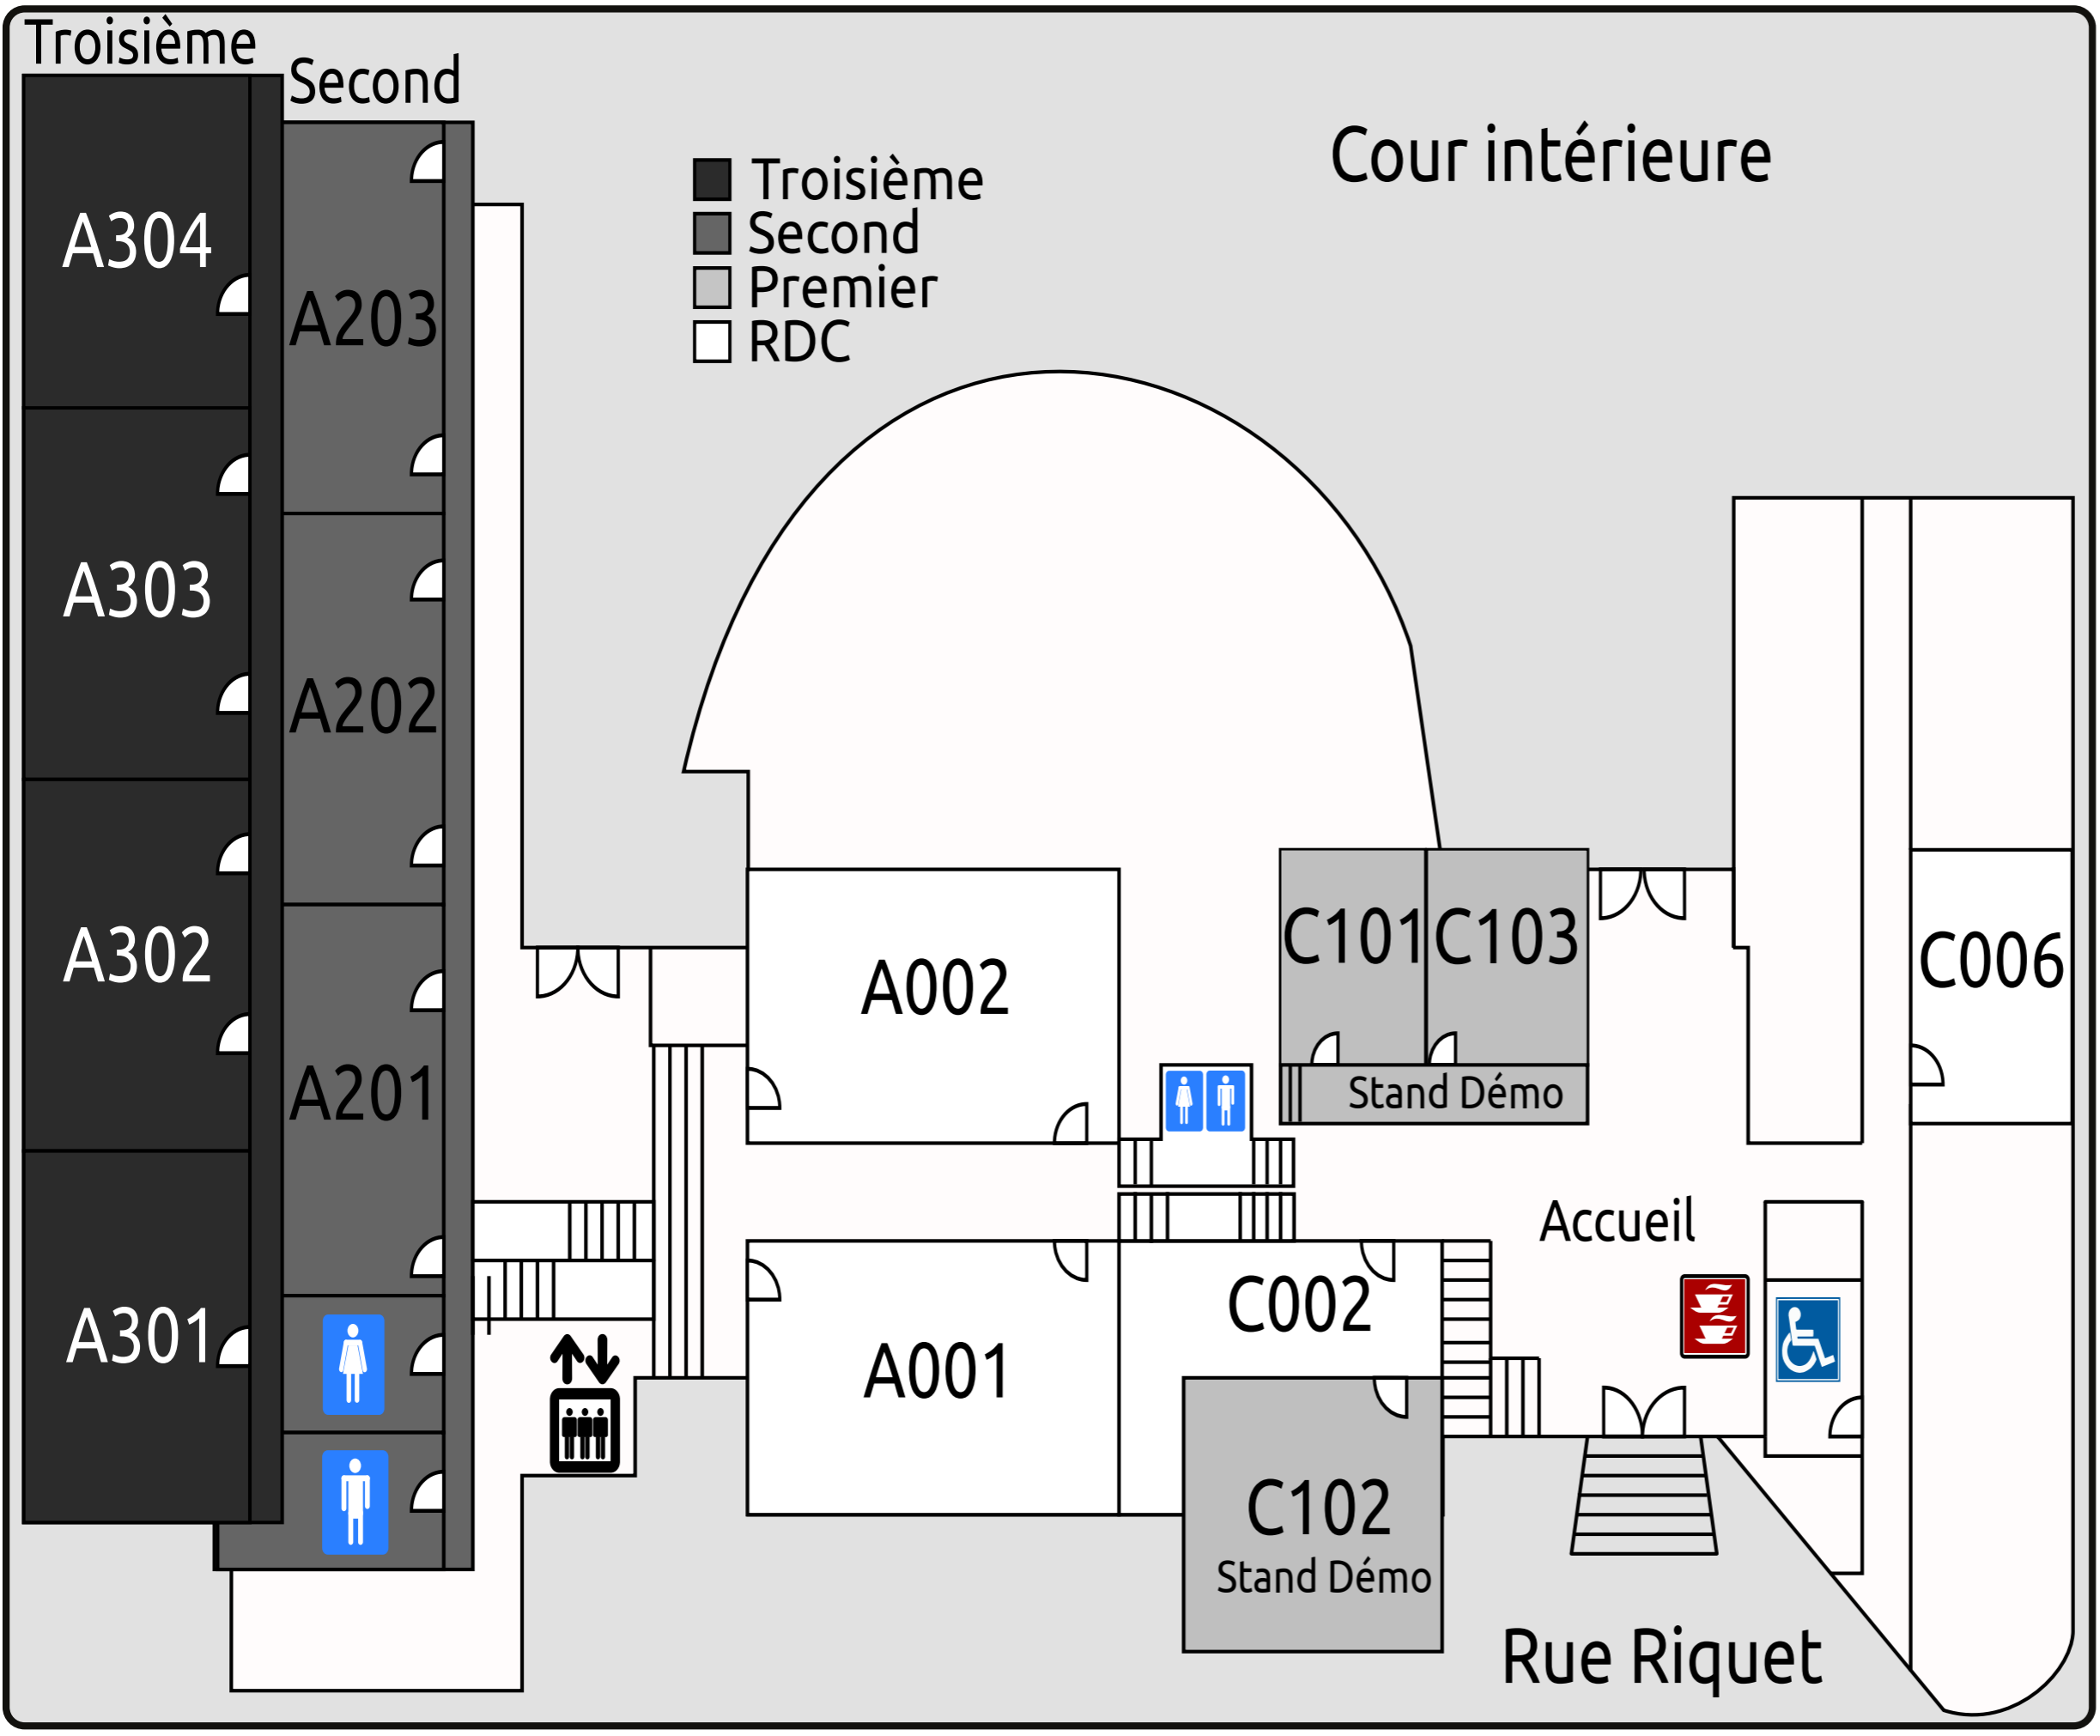 Troisième
Second
Cour intérieure
Troisième
Second
Premier
RDC
A304
A203
A303
A202
A302
A201
A301
A002
C101
C103
C006
Stand Démo
Accueil
C002
A001
C102
Stand Démo
Rue Riquet